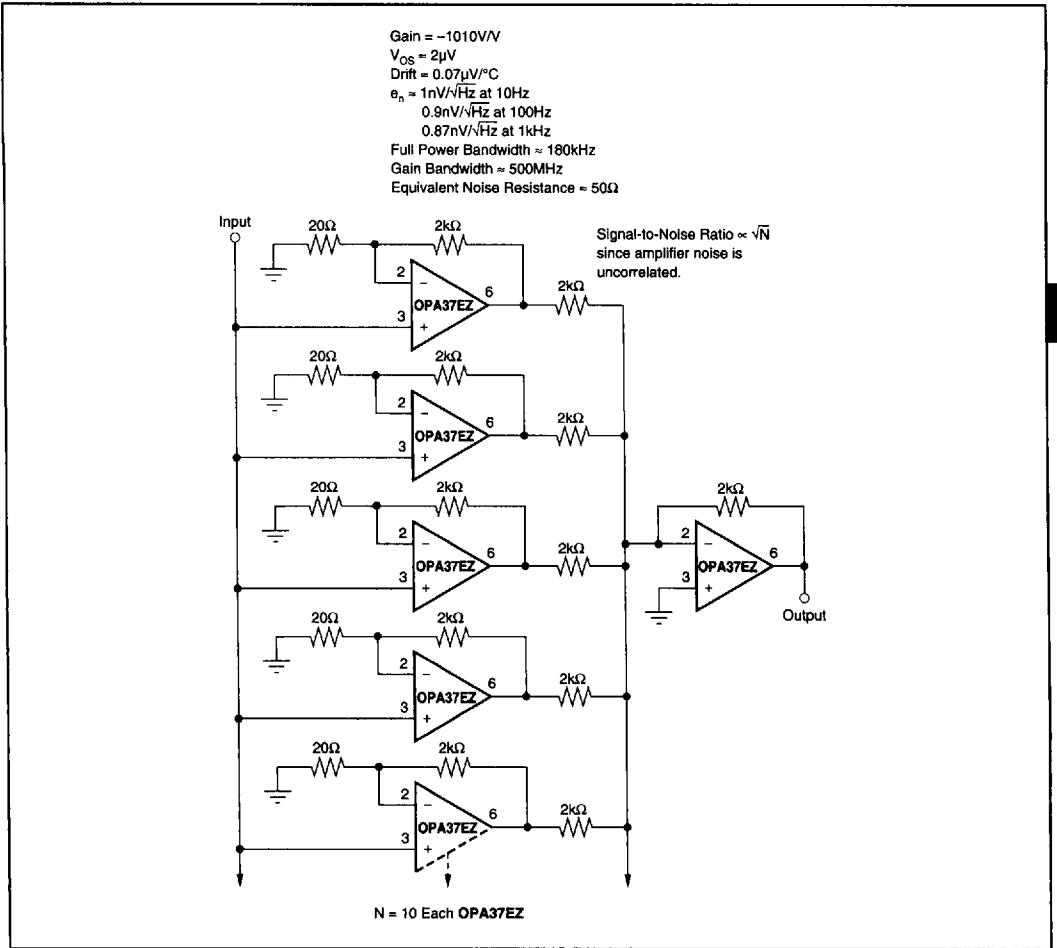 Gain = –1010V/V
V_OS ≈ 2µV
Drift = 0.07µV/°C
e_n ≈ 1nV/√Hz at 10Hz
0.9nV/√Hz at 100Hz
0.87nV/√Hz at 1kHz
Full Power Bandwidth ≈ 180kHz
Gain Bandwidth ≈ 500MHz
Equivalent Noise Resistance ≈ 50Ω
Input
20Ω
2kΩ
Signal-to-Noise Ratio ∝ √N
since amplifier noise is
uncorrelated.
2
–
6
2kΩ
OPA37EZ
3
+
20Ω
2kΩ
2
–
6
2kΩ
OPA37EZ
3
+
20Ω
2kΩ
2
–
6
2kΩ
OPA37EZ
3
+
2kΩ
2
–
6
OPA37EZ
3
+
Output
20Ω
2kΩ
2
–
6
2kΩ
OPA37EZ
3
+
20Ω
2kΩ
2
–
6
2kΩ
OPA37EZ
3
+
N = 10 Each OPA37EZ